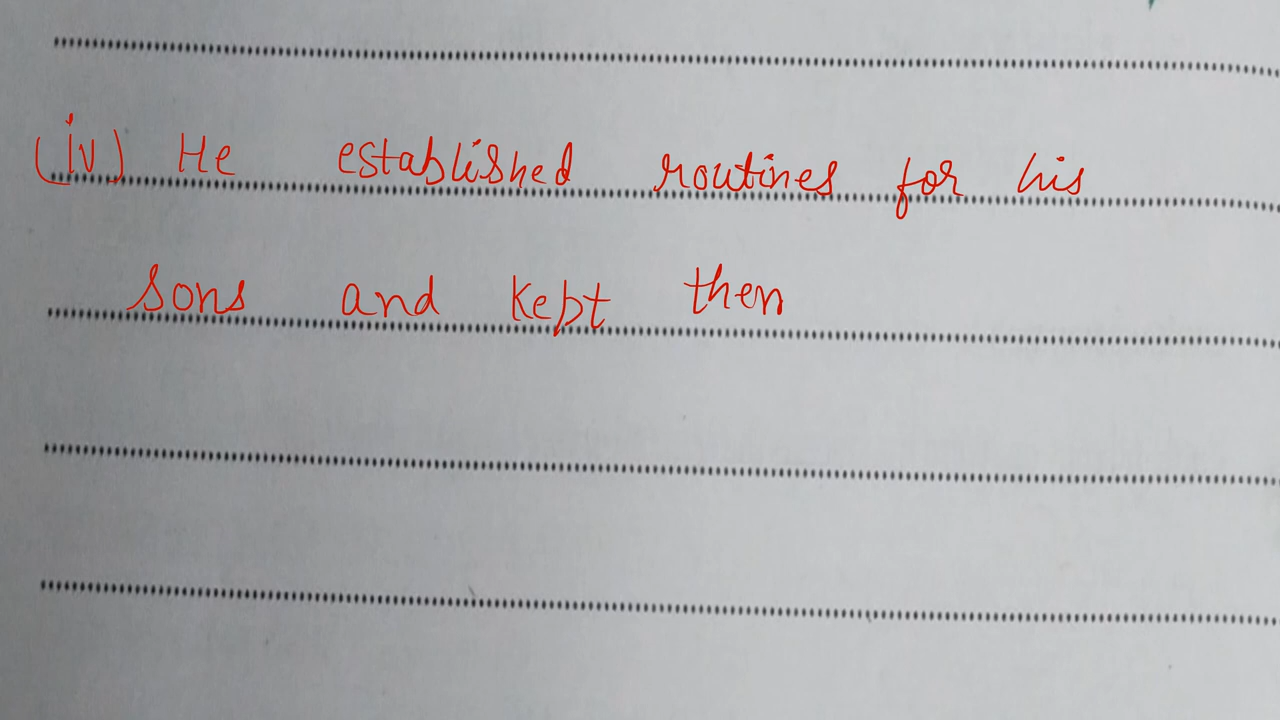 (iv) He established routines for his
sons and kept then